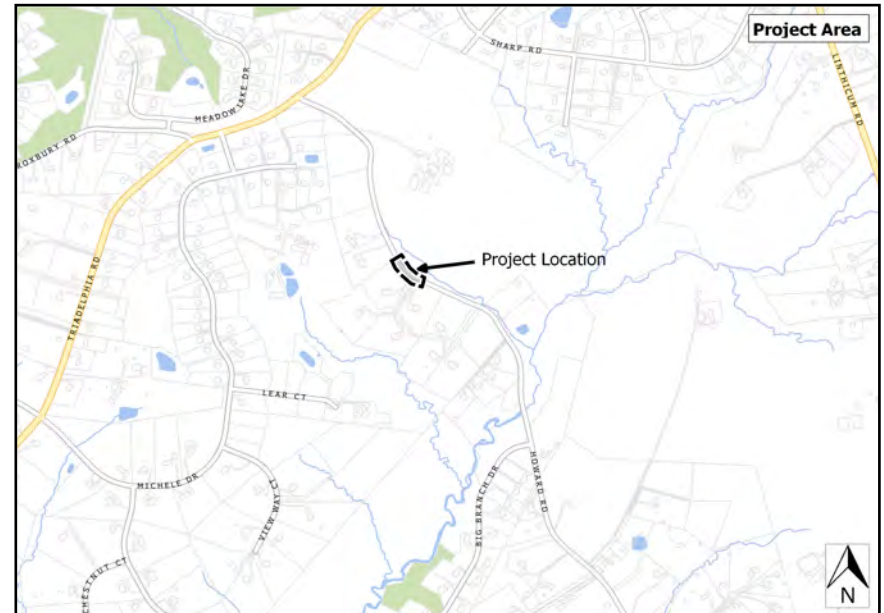 Project Area
SHARP RD
LINTHICUM RD
MEADOW LAKE DR
ROXBURY RD
Project Location
TRIADELPHIA RD
LEAR CT
MICHELE DR
VIEW WAY CT
BIG BRANCH DR
HOWARD RD
CHESTNUT CT
N